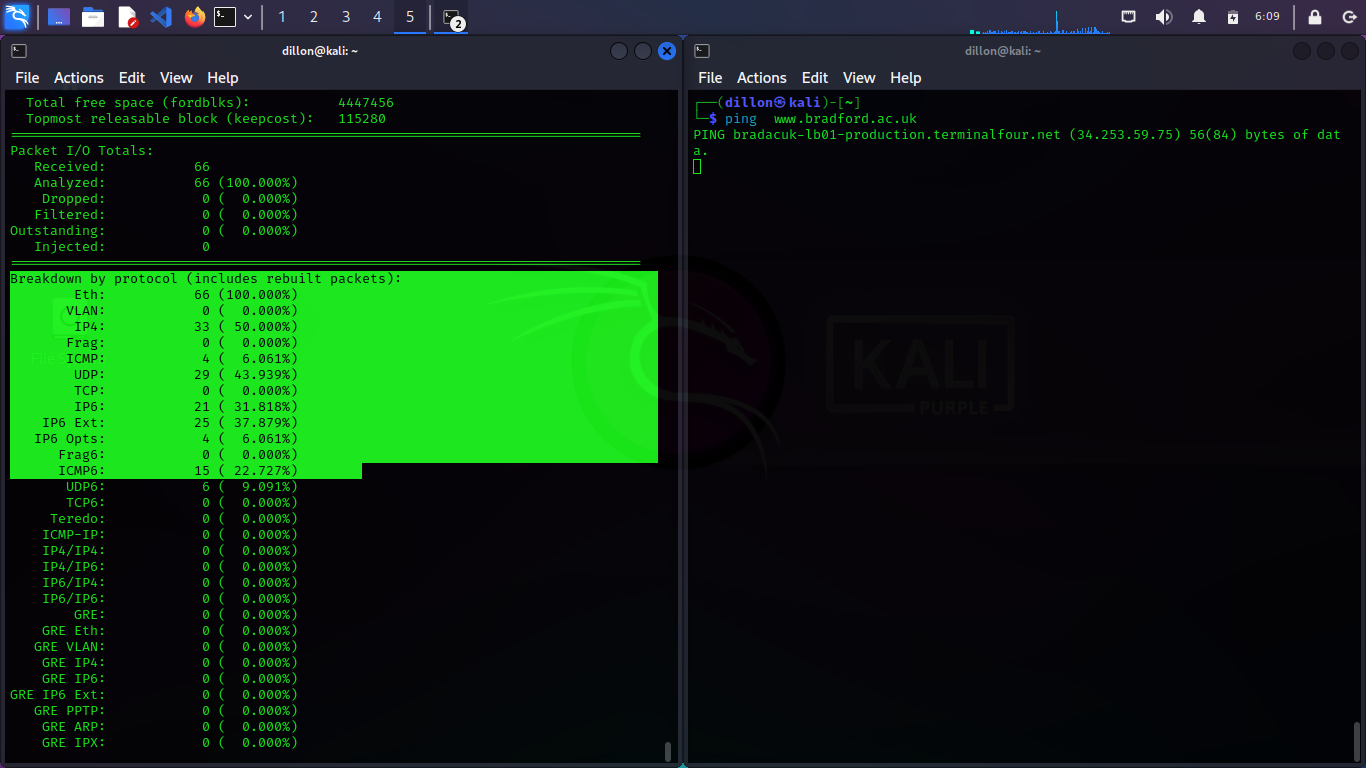 1 2 3 4 5 2 6:09
dillon@kali: ~
File Actions Edit View Help
Total free space (fordblks): 4447456
Topmost releasable block (keepcost): 115280
===============================================================================
Packet I/O Totals:
Received: 66
Analyzed: 66 (100.000%)
Dropped: 0 ( 0.000%)
Filtered: 0 ( 0.000%)
Outstanding: 0 ( 0.000%)
Injected: 0
===============================================================================
Breakdown by protocol (includes rebuilt packets):
Eth: 66 (100.000%)
VLAN: 0 ( 0.000%)
IP4: 33 ( 50.000%)
Frag: 0 ( 0.000%)
ICMP: 4 ( 6.061%)
UDP: 29 ( 43.939%)
TCP: 0 ( 0.000%)
IP6: 21 ( 31.818%)
IP6 Ext: 25 ( 37.879%)
IP6 Opts: 4 ( 6.061%)
Frag6: 0 ( 0.000%)
ICMP6: 15 ( 22.727%)
UDP6: 6 ( 9.091%)
TCP6: 0 ( 0.000%)
Teredo: 0 ( 0.000%)
ICMP-IP: 0 ( 0.000%)
IP4/IP4: 0 ( 0.000%)
IP4/IP6: 0 ( 0.000%)
IP6/IP4: 0 ( 0.000%)
IP6/IP6: 0 ( 0.000%)
GRE: 0 ( 0.000%)
GRE Eth: 0 ( 0.000%)
GRE VLAN: 0 ( 0.000%)
GRE IP4: 0 ( 0.000%)
GRE IP6: 0 ( 0.000%)
GRE IP6 Ext: 0 ( 0.000%)
GRE PPTP: 0 ( 0.000%)
GRE ARP: 0 ( 0.000%)
GRE IPX: 0 ( 0.000%)
dillon@kali: ~
File Actions Edit View Help
┌──(dillon㉿kali)-[~]
└─$ ping www.bradford.ac.uk
PING bradacuk-lb01-production.terminalfour.net (34.253.59.75) 56(84) bytes of dat
a.
KALI
PURPLE